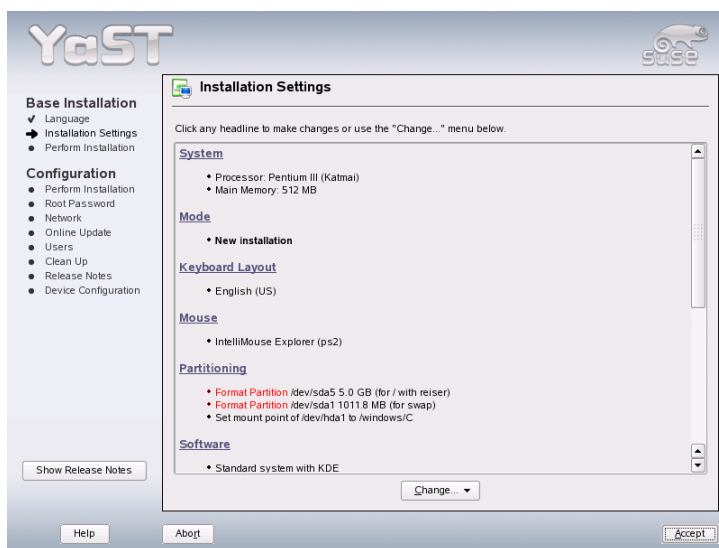 YaST
suse
Base Installation
Language
Installation Settings
Perform Installation
Configuration
Perform Installation
Root Password
Network
Online Update
Users
Clean Up
Release Notes
Device Configuration
Show Release Notes
Help
Installation Settings
Click any headline to make changes or use the "Change..." menu below.
System
• Processor: Pentium III (Katmai)
• Main Memory: 512 MB
Mode
• New installation
Keyboard Layout
• English (US)
Mouse
• IntelliMouse Explorer (ps2)
Partitioning
• Format Partition /dev/sda5 5.0 GB (for / with reiser)
• Format Partition /dev/sda1 1011.8 MB (for swap)
• Set mount point of /dev/hda1 to /windows/C
Software
• Standard system with KDE
Change...
Abort
Accept